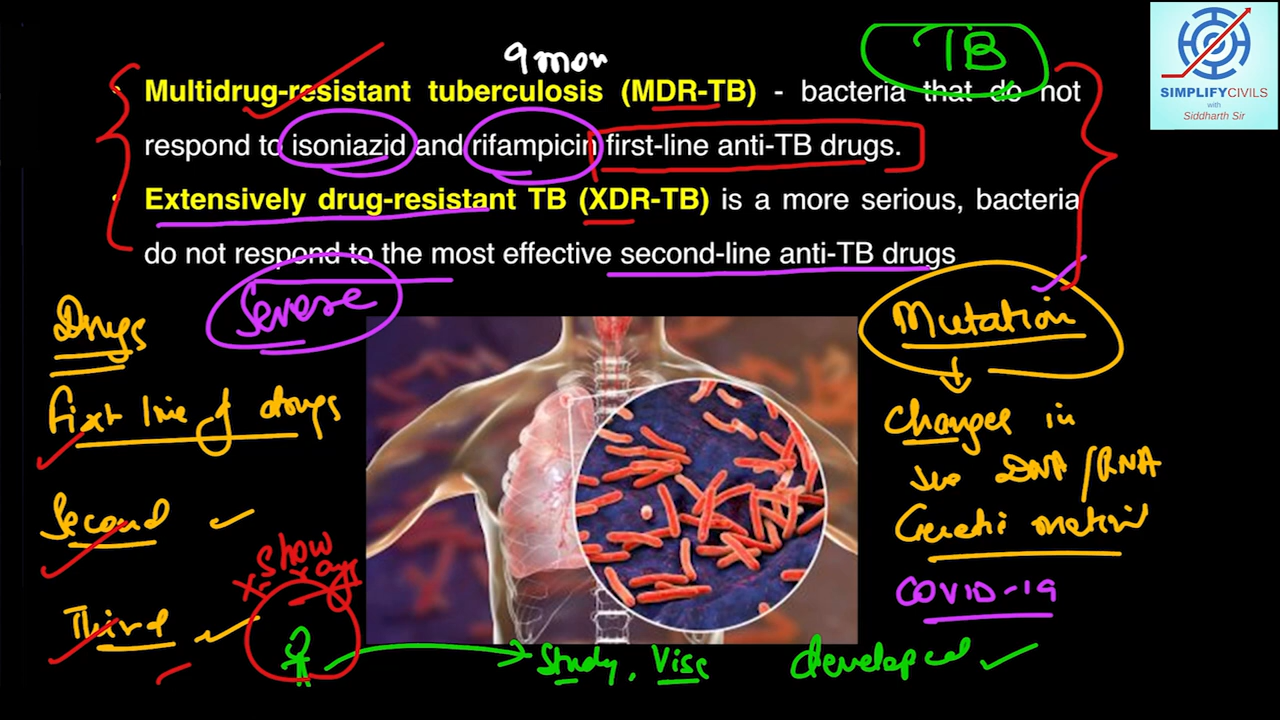 9 mon
TB
SIMPLIFYCIVILS
with
Siddharth Sir
• Multidrug-resistant tuberculosis (MDR-TB) - bacteria that do not
respond to isoniazid and rifampicin first-line anti-TB drugs.
• Extensively drug-resistant TB (XDR-TB) is a more serious, bacteria
do not respond to the most effective second-line anti-TB drugs
Severe
Drugs
First line of drugs
Second
Third
Mutation
Changes in
the DNA/RNA
Genetic
COVID-19
Study, Visa
developed